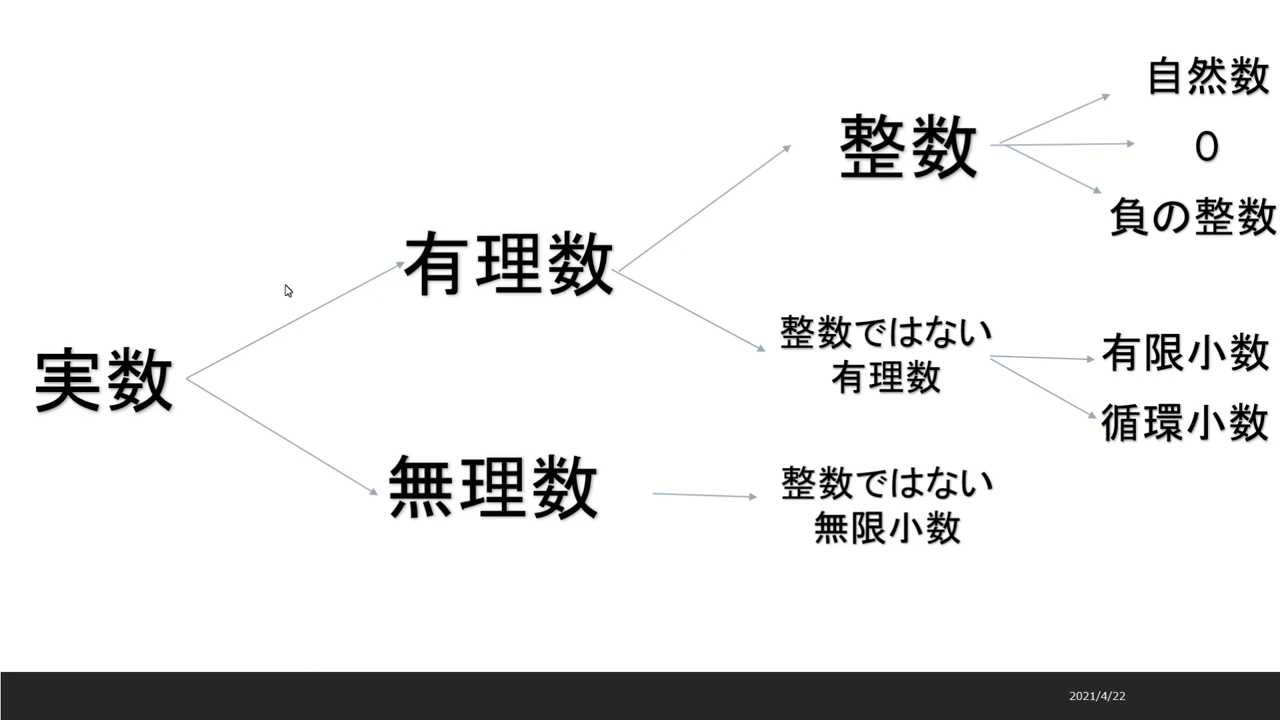 自然数
整数
0
負の整数
有理数
整数ではない
有理数
有限小数
循環小数
実数
無理数
整数ではない
無限小数
2021/4/22